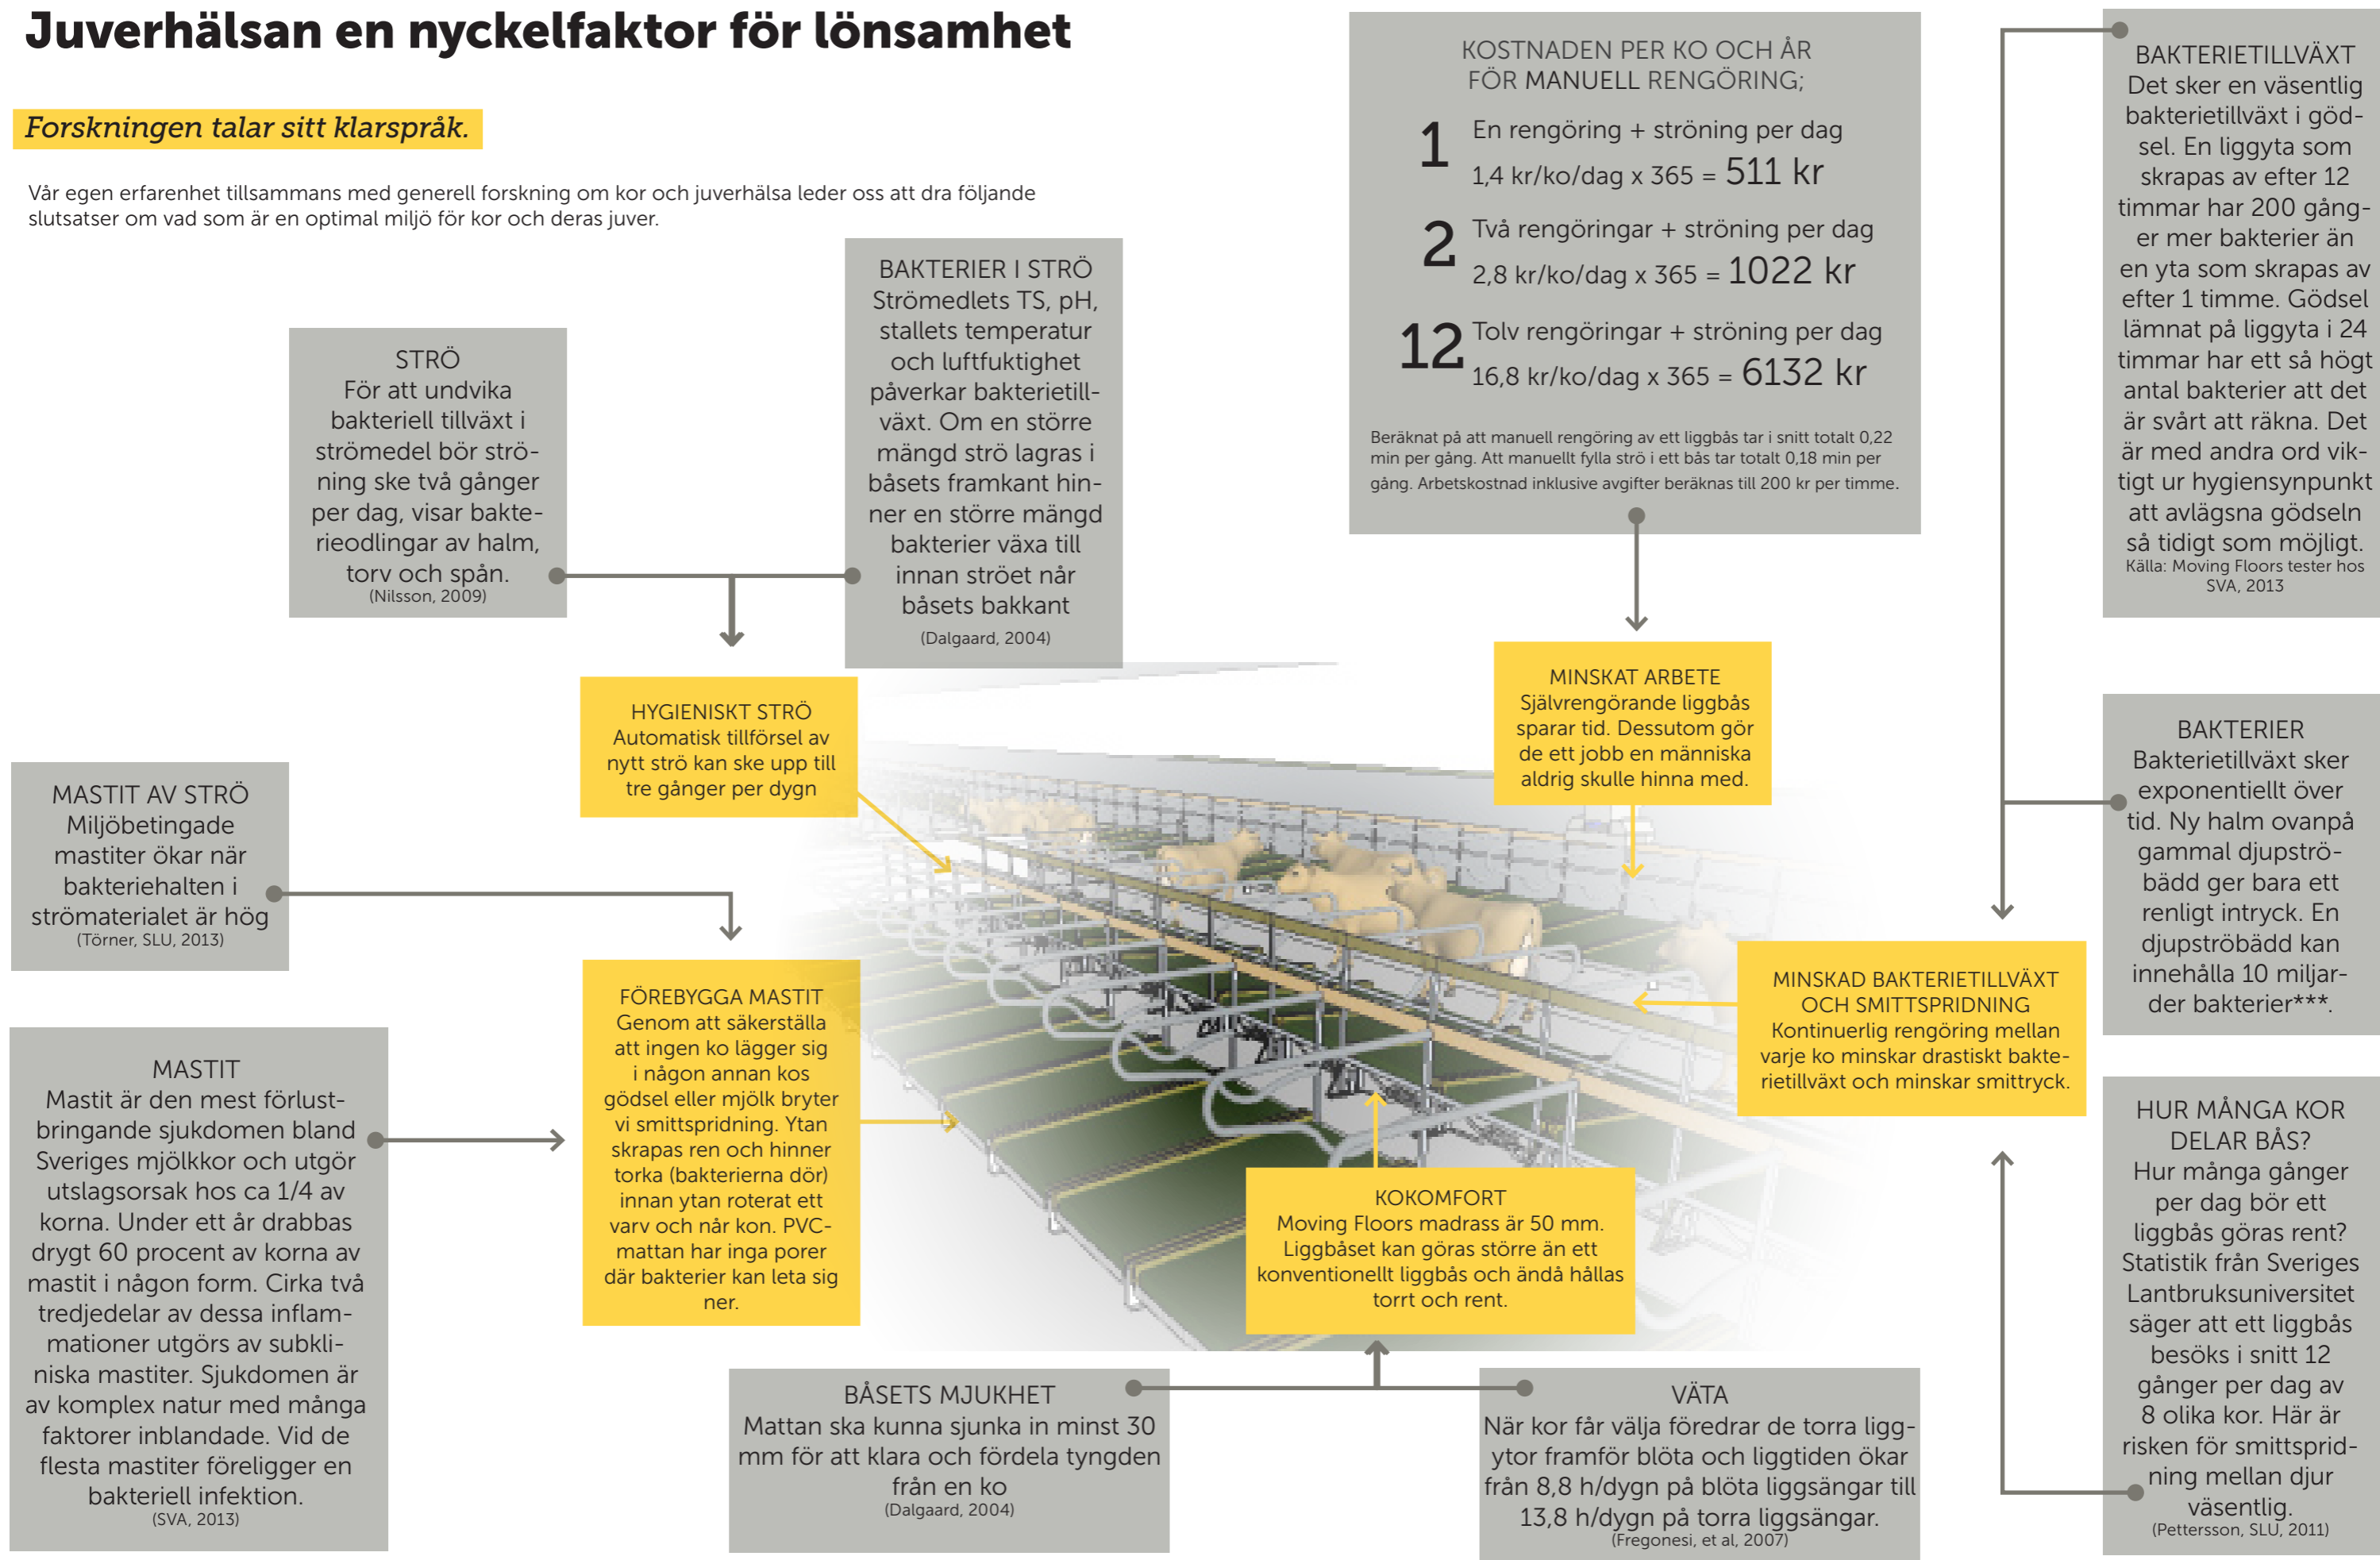 Juverhälsan en nyckelfaktor för lönsamhet
Forskningen talar sitt klarspråk.
Vår egen erfarenhet tillsammans med generell forskning om kor och juverhälsa leder oss att dra följande
slutsatser om vad som är en optimal miljö för kor och deras juver.
STRÖ
För att undvika
bakteriell tillväxt i
strömedel bör strö-
ning ske två gånger
per dag, visar bakte-
rieodlingar av halm,
torv och spån.
(Nilsson, 2009)
BAKTERIER I STRÖ
Strömedlets TS, pH,
stallets temperatur
och luftfuktighet
påverkar bakterietill-
växt. Om en större
mängd strö lagras i
båsets framkant hin-
ner en större mängd
bakterier växa till
innan ströet når
båsets bakkant
(Dalgaard, 2004)
KOSTNADEN PER KO OCH ÅR
FÖR MANUELL RENGÖRING;
1 En rengöring + ströning per dag
1,4 kr/ko/dag x 365 = 511 kr
2 Två rengöringar + ströning per dag
2,8 kr/ko/dag x 365 = 1022 kr
12 Tolv rengöringar + ströning per dag
16,8 kr/ko/dag x 365 = 6132 kr
Beräknat på att manuell rengöring av ett liggbås tar i snitt totalt 0,22
min per gång. Att manuellt fylla strö i ett bås tar totalt 0,18 min per
gång. Arbetskostnad inklusive avgifter beräknas till 200 kr per timme.
BAKTERIETILLVÄXT
Det sker en väsentlig
bakterietillväxt i göd-
sel. En liggyta som
skrapas av efter 12
timmar har 200 gång-
er mer bakterier än
en yta som skrapas av
efter 1 timme. Gödsel
lämnat på liggyta i 24
timmar har ett så högt
antal bakterier att det
är svårt att räkna. Det
är med andra ord vik-
tigt ur hygiensynpunkt
att avlägsna gödseln
så tidigt som möjligt.
Källa: Moving Floors tester hos
SVA, 2013
HYGIENISKT STRÖ
Automatisk tillförsel av
nytt strö kan ske upp till
tre gånger per dygn
MINSKAT ARBETE
Självrengörande liggbås
sparar tid. Dessutom gör
de ett jobb en människa
aldrig skulle hinna med.
BAKTERIER
Bakterietillväxt sker
exponentiellt över
tid. Ny halm ovanpå
gammal djupströ-
bädd ger bara ett
renligt intryck. En
djupströbädd kan
innehålla 10 miljar-
der bakterier***.
MASTIT AV STRÖ
Miljöbetingade
mastiter ökar när
bakteriehalten i
strömaterialet är hög
(Törner, SLU, 2013)
FÖREBYGGA MASTIT
Genom att säkerställa
att ingen ko lägger sig
i någon annan kos
gödsel eller mjölk bryter
vi smittspridning. Ytan
skrapas ren och hinner
torka (bakterierna dör)
innan ytan roterat ett
varv och når kon. PVC-
mattan har inga porer
där bakterier kan leta sig
ner.
MINSKAD BAKTERIETILLVÄXT
OCH SMITTSPRIDNING
Kontinuerlig rengöring mellan
varje ko minskar drastiskt bakte-
rietillväxt och minskar smittryck.
MASTIT
Mastit är den mest förlust-
bringande sjukdomen bland
Sveriges mjölkkor och utgör
utslagsorsak hos ca 1/4 av
korna. Under ett år drabbas
drygt 60 procent av korna av
mastit i någon form. Cirka två
tredjedelar av dessa inflam-
mationer utgörs av subkli-
niska mastiter. Sjukdomen är
av komplex natur med många
faktorer inblandade. Vid de
flesta mastiter föreligger en
bakteriell infektion.
(SVA, 2013)
KOKOMFORT
Moving Floors madrass är 50 mm.
Liggbåset kan göras större än ett
konventionellt liggbås och ändå hållas
torrt och rent.
HUR MÅNGA KOR
DELAR BÅS?
Hur många gånger
per dag bör ett
liggbås göras rent?
Statistik från Sveriges
Lantbruksuniversitet
säger att ett liggbås
besöks i snitt 12
gånger per dag av
8 olika kor. Här är
risken för smittsprid-
ning mellan djur
väsentlig.
(Pettersson, SLU, 2011)
BÅSETS MJUKHET
Mattan ska kunna sjunka in minst 30
mm för att klara och fördela tyngden
från en ko
(Dalgaard, 2004)
VÄTA
När kor får välja föredrar de torra ligg-
ytor framför blöta och liggtiden ökar
från 8,8 h/dygn på blöta liggsängar till
13,8 h/dygn på torra liggsängar.
(Fregonesi, et al, 2007)